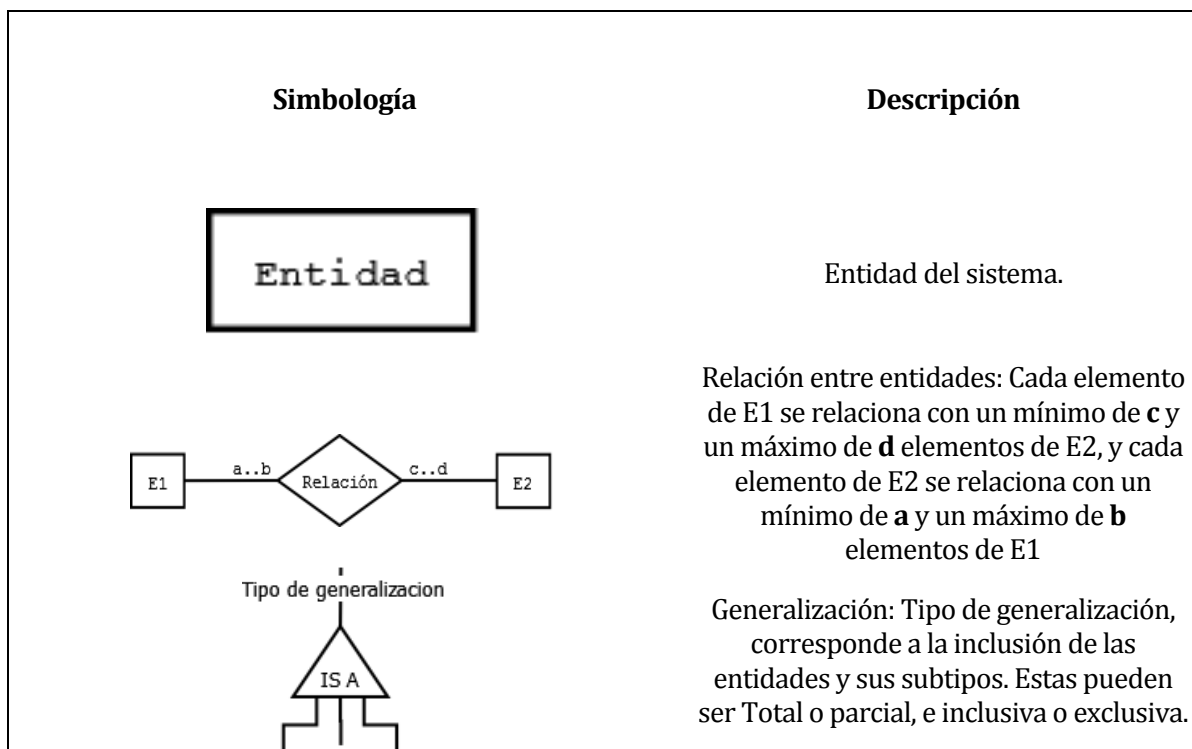 Simbología
Descripción
Entidad
Entidad del sistema.
E1
a..b
Relación
c..d
E2
Relación entre entidades: Cada elemento
de E1 se relaciona con un mínimo de c y
un máximo de d elementos de E2, y cada
elemento de E2 se relaciona con un
mínimo de a y un máximo de b
elementos de E1
Tipo de generalizacion
IS A
Generalización: Tipo de generalización,
corresponde a la inclusión de las
entidades y sus subtipos. Estas pueden
ser Total o parcial, e inclusiva o exclusiva.